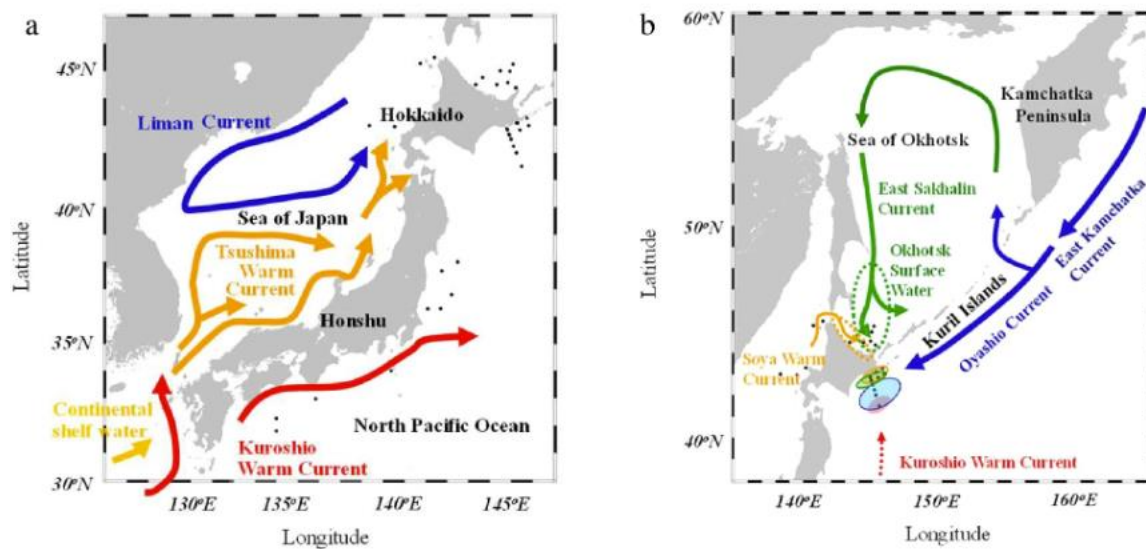 a
45°N
40°N
35°N
30°N
Latitude
130°E
135°E
140°E
145°E
Longitude
Liman Current
Hokkaido
Sea of Japan
Tsushima
Warm
Current
Honshu
Continental
shelf water
North Pacific Ocean
Kuroshio
Warm Current
b
60°N
50°N
40°N
Latitude
140°E
150°E
160°E
Longitude
Kamchatka
Peninsula
Sea of Okhotsk
East Sakhalin
Current
Okhotsk
Surface
Water
East Kamchatka
Current
Kuril Islands
Oyashio Current
Soya Warm
Current
Kuroshio Warm Current